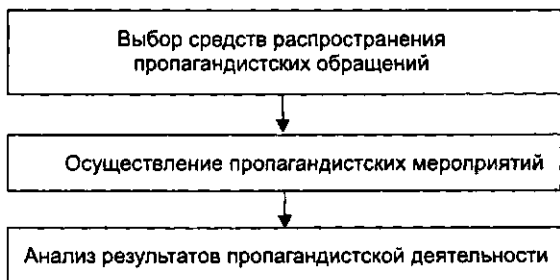 Выбор средств распространения
пропагандистских обращений
Осуществление пропагандистских мероприятий
Анализ результатов пропагандистской деятельности